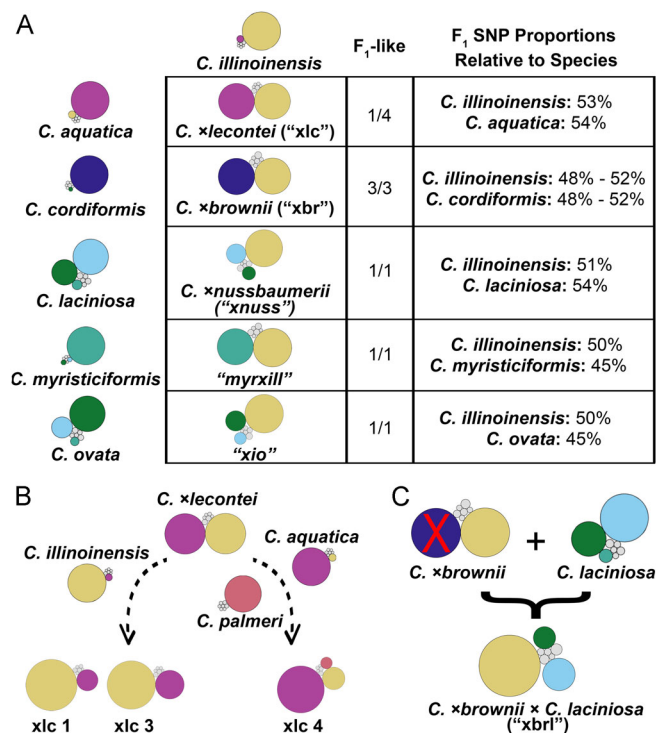 A
C. illinoinensis
F1-like
F1 SNP Proportions
Relative to Species
C. aquatica
C. ×lecontei ("xlc")
1/4
C. illinoinensis: 53%
C. aquatica: 54%
C. cordiformis
C. ×brownii ("xbr")
3/3
C. illinoinensis: 48% - 52%
C. cordiformis: 48% - 52%
C. laciniosa
C. ×nussbaumerii
("xnuss")
1/1
C. illinoinensis: 51%
C. laciniosa: 54%
C. myristiciformis
"myrxill"
1/1
C. illinoinensis: 50%
C. myristiciformis: 45%
C. ovata
"xio"
1/1
C. illinoinensis: 50%
C. ovata: 45%
B
C. ×lecontei
C. illinoinensis
C. aquatica
C. palmeri
xlc 1
xlc 3
xlc 4
C
X
+
C. ×brownii
C. laciniosa
C. ×brownii × C. laciniosa
("xbrl")